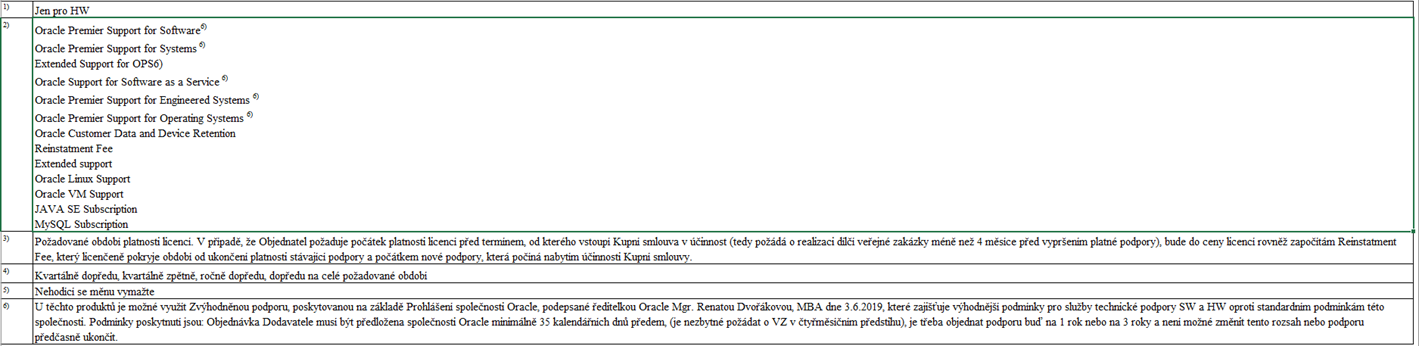 1) Jen pro HW
2) Oracle Premier Support for Software6)
Oracle Premier Support for Systems 6)
Extended Support for OPS6)
Oracle Support for Software as a Service 6)
Oracle Premier Support for Engineered Systems 6)
Oracle Premier Support for Operating Systems 6)
Oracle Customer Data and Device Retention
Reinstatment Fee
Extended support
Oracle Linux Support
Oracle VM Support
JAVA SE Subscription
MySQL Subscription
3) Požadované období platnosti licencí. V případě, že Objednatel požaduje počátek platnosti licencí před termínem, od kterého vstoupí Kupní smlouva v účinnost (tedy požádá o realizaci dílčí veřejné zakázky méně než 4 měsíce před vypršením platné podpory), bude do ceny licencí rovněž započítám Reinstatment
Fee, který licenčeně pokryje období od ukončení platnosti stávající podpory a počátkem nové podpory, která počíná nabytím účinnosti Kupní smlouvy.
4) Kvartálně dopředu, kvartálně zpětně, ročně dopředu, dopředu na celé požadované období
5) Nehodící se měnu vymažte
6) U těchto produktů je možné využít Zvýhodněnou podporu, poskytovanou na základě Prohlášení společnosti Oracle, podepsané ředitelkou Oracle Mgr. Renatou Dvořákovou, MBA dne 3.6.2019, které zajišťuje výhodnější podmínky pro služby technické podpory SW a HW oproti standardním podmínkám této
společnosti. Podmínky poskytnutí jsou: Objednávka Dodavatele musí být předložena společnosti Oracle minimálně 35 kalendářních dnů předem, (je nezbytné požádat o VZ v čtyřměsíčním předstihu), je třeba objednat podporu buď na 1 rok nebo na 3 roky a není možné změnit tento rozsah nebo podporu
předčasně ukončit.